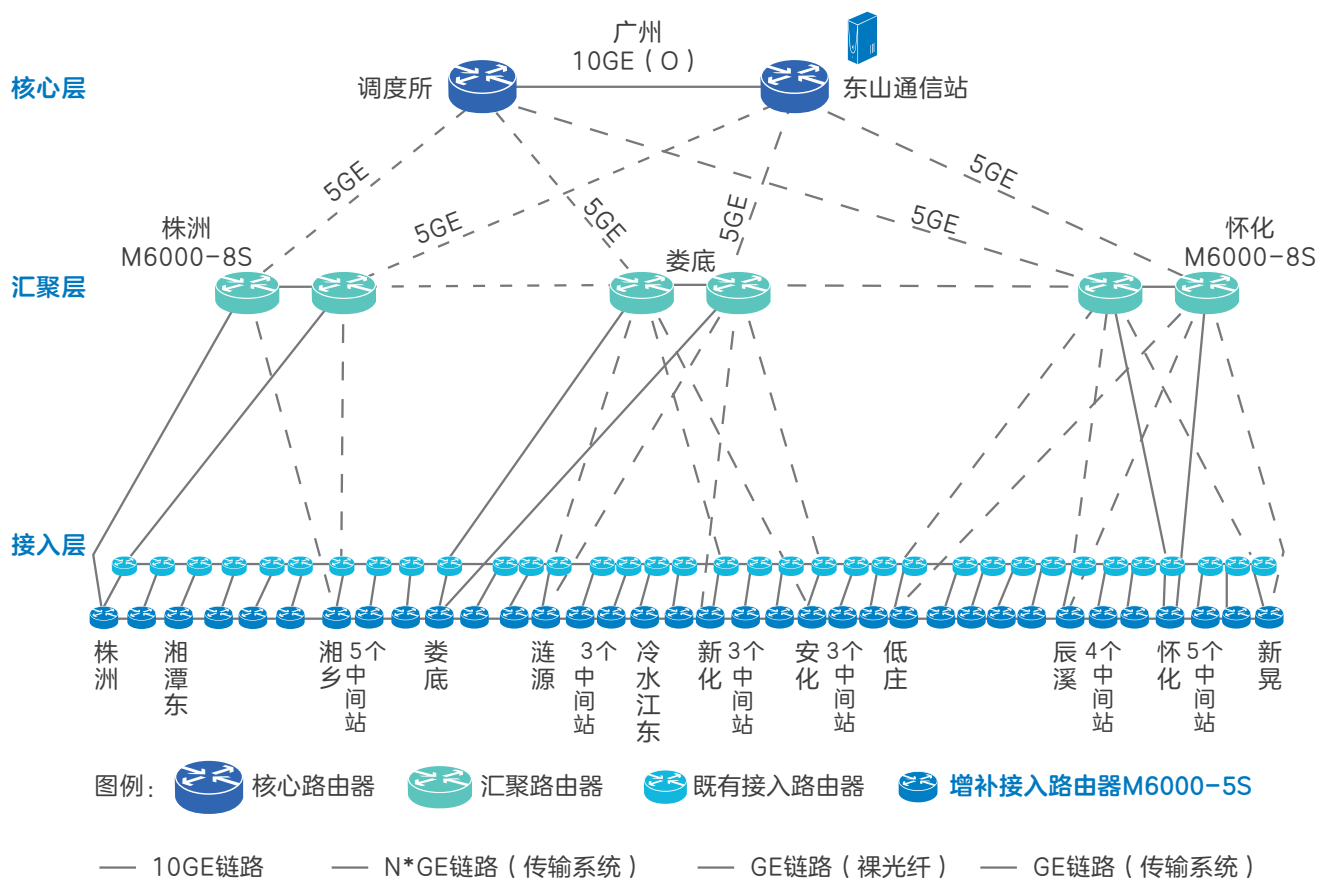 广州
10GE（O）
核心层
调度所
东山通信站
5GE
5GE
5GE
5GE
5GE
5GE
株洲
M6000-8S
娄底
怀化
M6000-8S
汇聚层
接入层
株洲
湘潭东
湘乡
5个中间站
娄底
涟源
3个中间站
冷水江东
新化
3个中间站
安化
3个中间站
低庄
辰溪
4个中间站
怀化
5个中间站
新晃
图例：
核心路由器
汇聚路由器
既有接入路由器
增补接入路由器M6000-5S
10GE链路
N*GE链路（传输系统）
GE链路（裸光纤）
GE链路（传输系统）